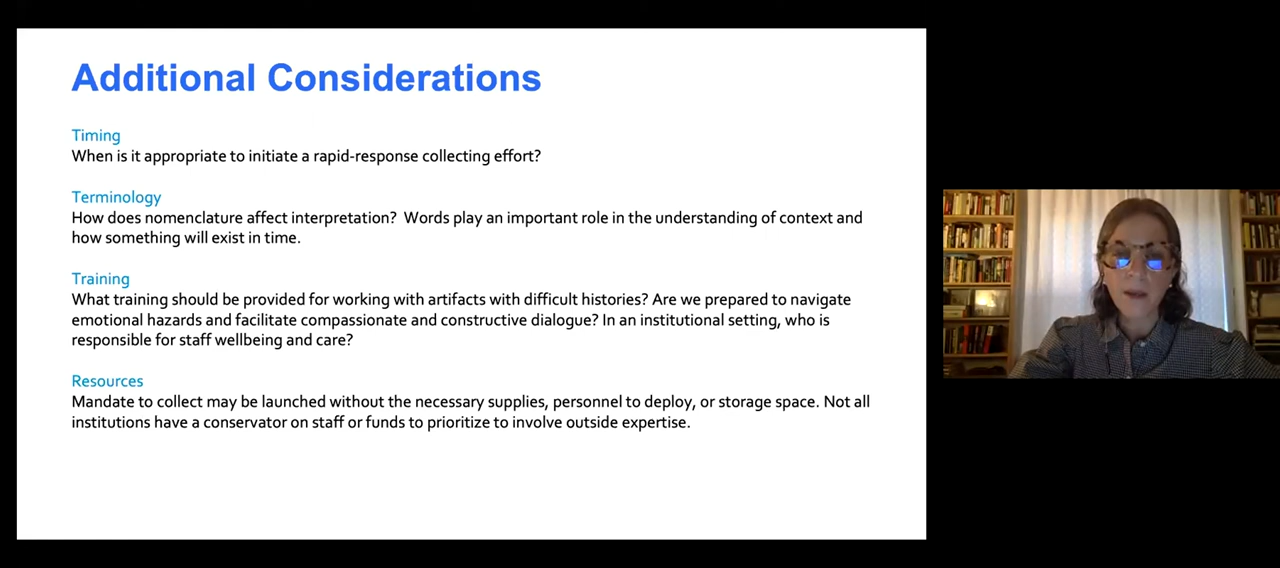 Additional Considerations
Timing
When is it appropriate to initiate a rapid-response collecting effort?
Terminology
How does nomenclature affect interpretation?  Words play an important role in the understanding of context and
how something will exist in time.
Training
What training should be provided for working with artifacts with difficult histories? Are we prepared to navigate
emotional hazards and facilitate compassionate and constructive dialogue? In an institutional setting, who is
responsible for staff wellbeing and care?
Resources
Mandate to collect may be launched without the necessary supplies, personnel to deploy, or storage space. Not all
institutions have a conservator on staff or funds to prioritize to involve outside expertise.